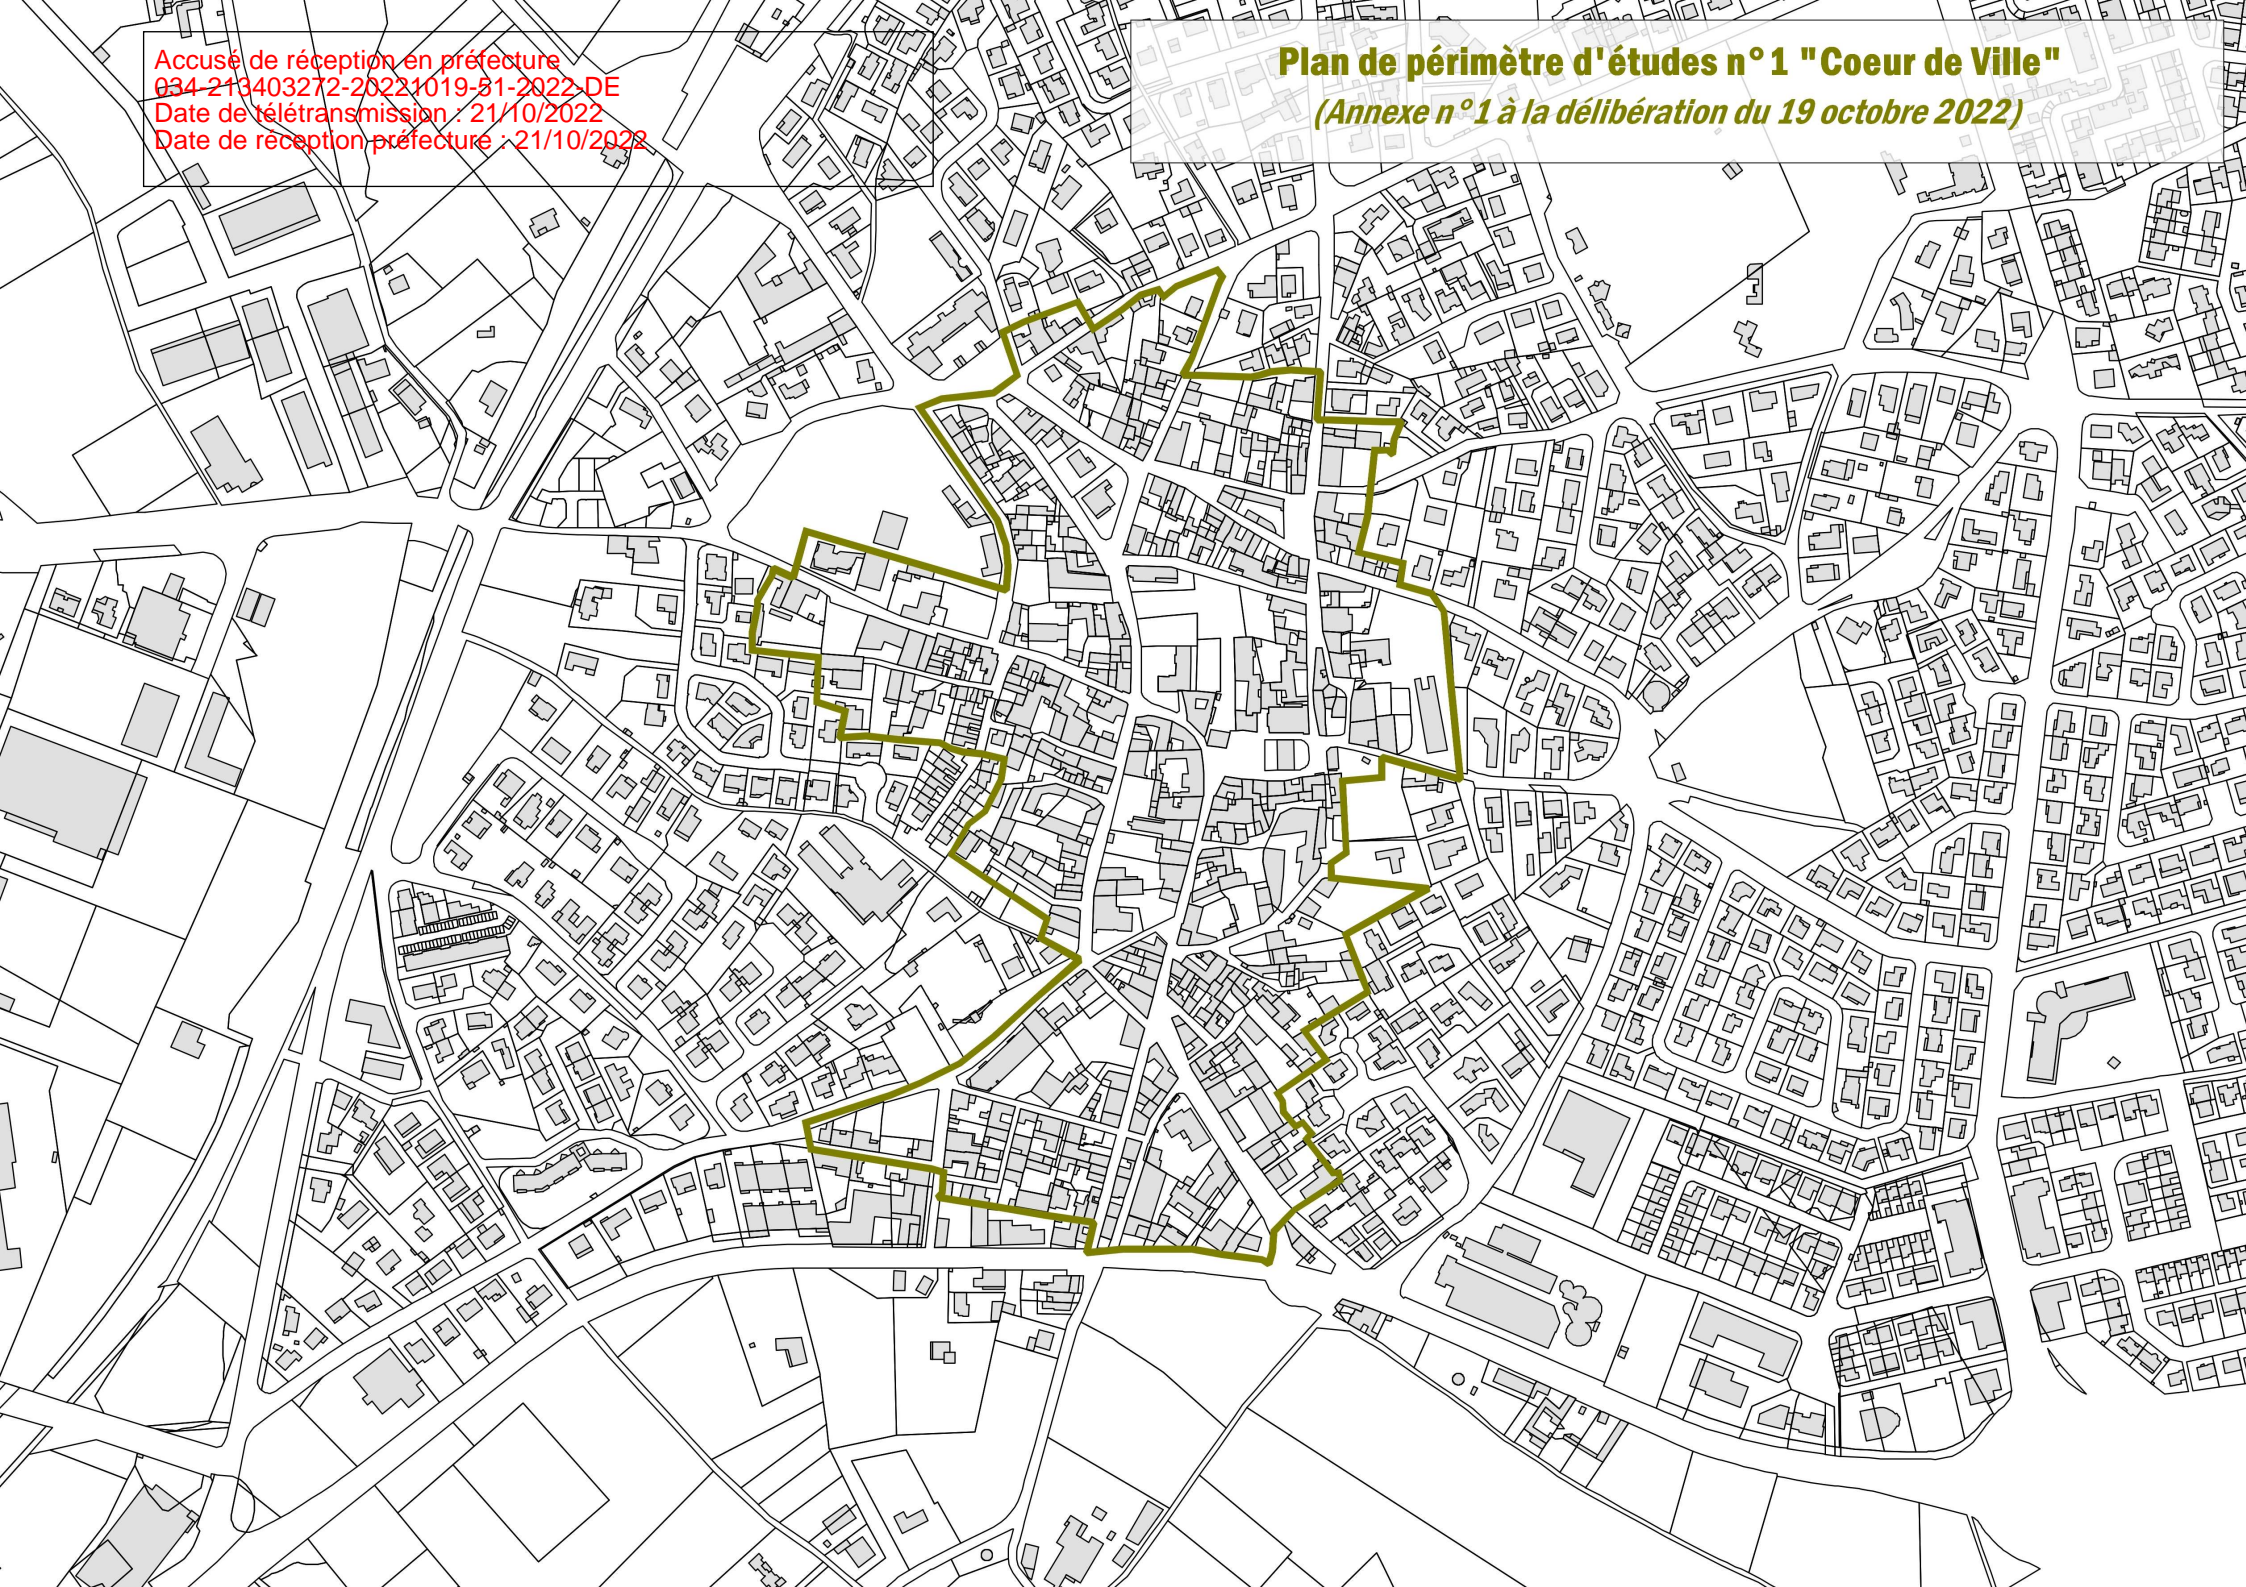 Accusé de réception en préfecture
034-213403272-20221019-51-2022-DE
Date de télétransmission : 21/10/2022
Date de réception préfecture : 21/10/2022
Plan de périmètre d'études n°1 "Coeur de Ville"
(Annexe n°1 à la délibération du 19 octobre 2022)